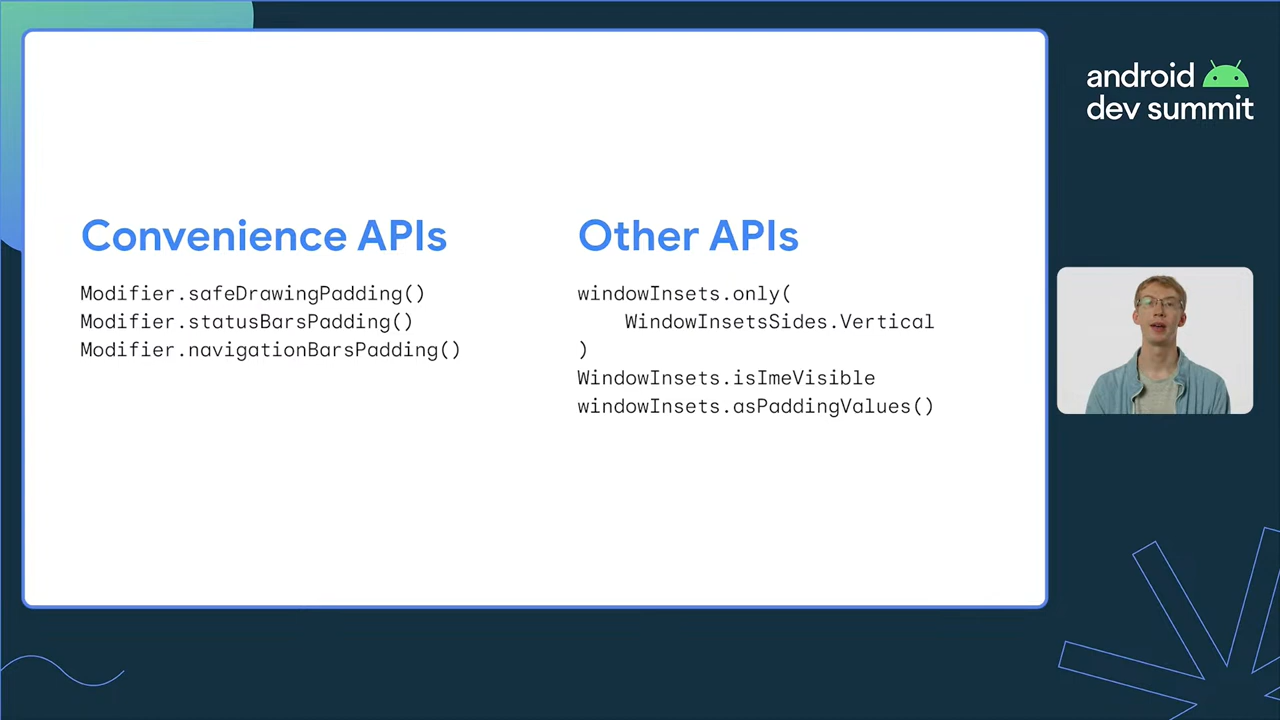 Convenience APIs
Modifier.safeDrawingPadding()
Modifier.statusBarsPadding()
Modifier.navigationBarsPadding()
Other APIs
windowInsets.only(
    WindowInsetsSides.Vertical
)
WindowInsets.isImeVisible
windowInsets.asPaddingValues()
android
dev summit